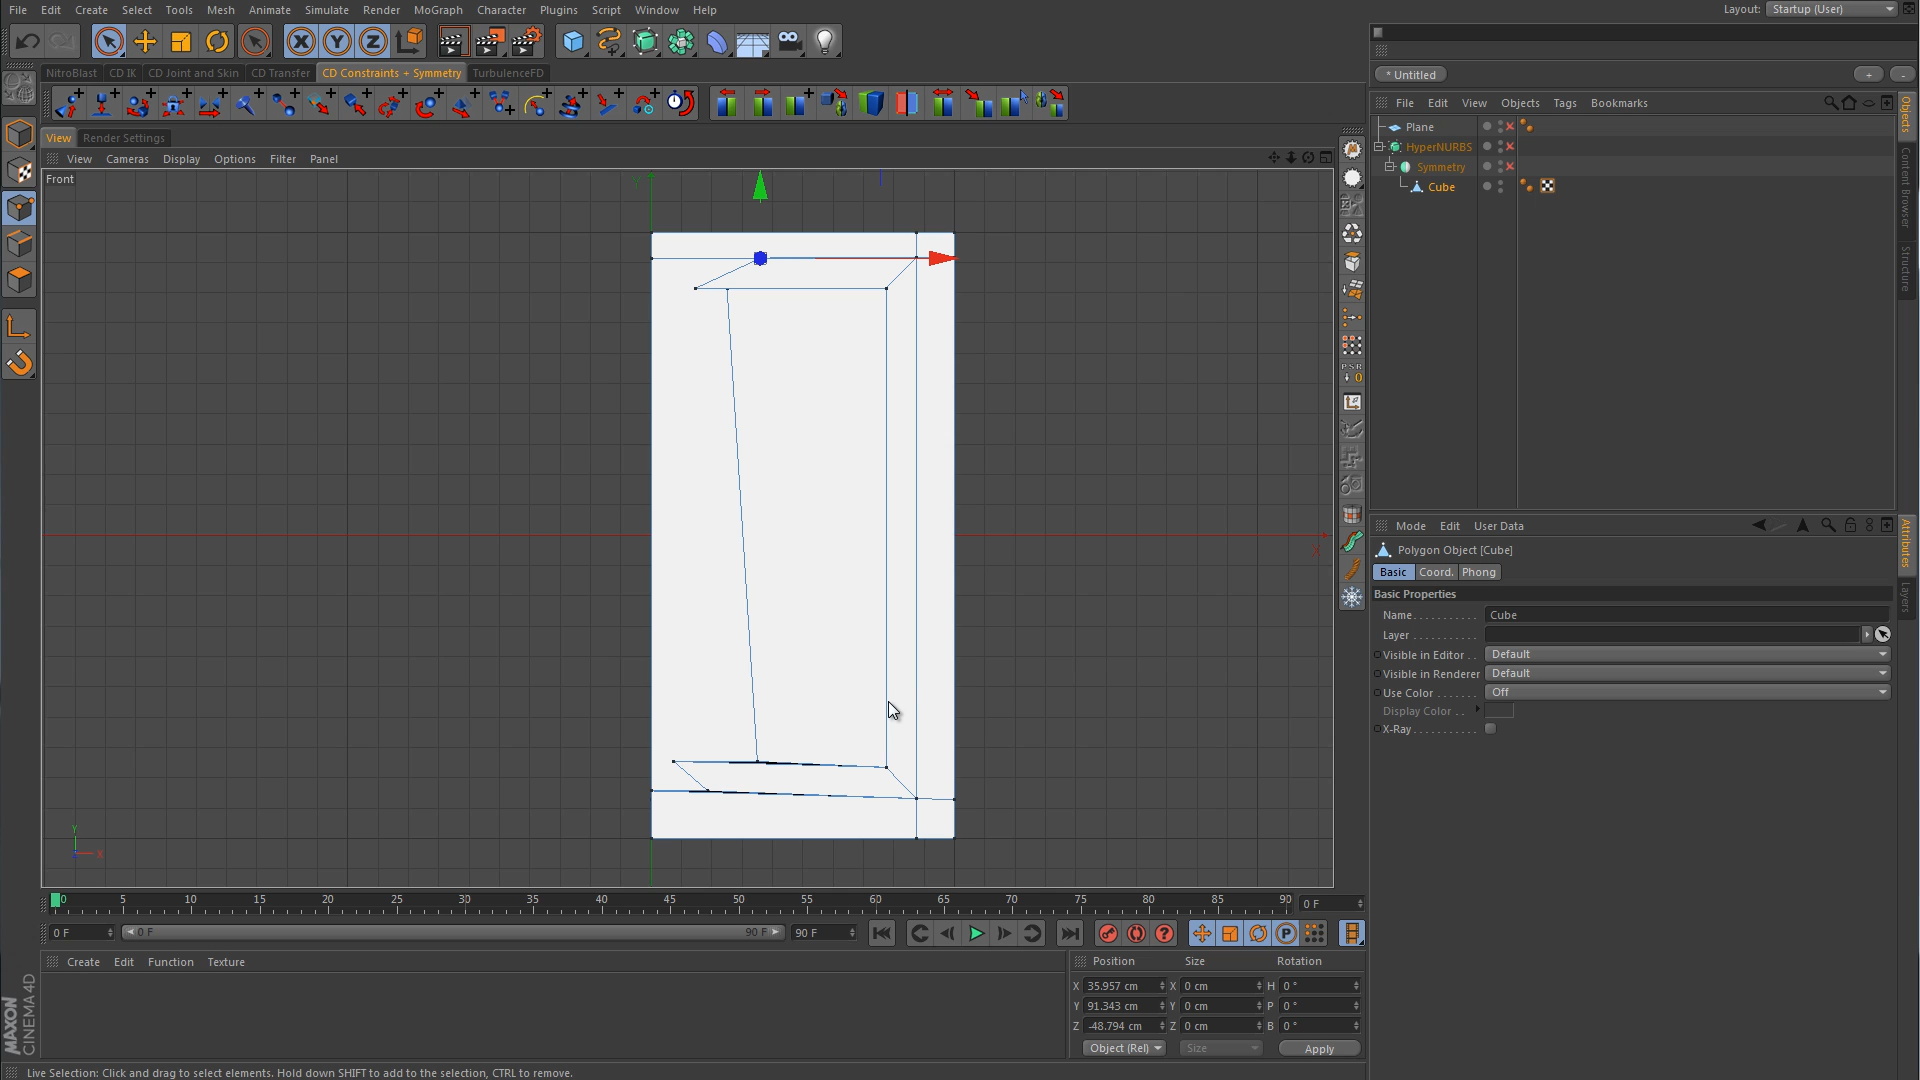 File Edit Create Select Tools Mesh Animate Simulate Render MoGraph Character Plugins Script Window Help
Layout: Startup (User)
NitroBlast CD IK CD Joint and Skin CD Transfer CD Constraints + Symmetry TurbulenceFD
* Untitled
+ -
File Edit View Objects Tags Bookmarks
View Render Settings
View Cameras Display Options Filter Panel
Front
Plane
HyperNURBS
Symmetry
Cube
Objects
Content Browser
Structure
PSR
0
Y
X
Mode Edit User Data
Polygon Object [Cube]
Basic Coord. Phong
Basic Properties
Name Cube
Layer
Visible in Editor Default
Visible in Renderer Default
Use Color Off
Display Color
X-Ray
Attributes
Layers
Y
X
0 5 10 15 20 25 30 35 40 45 50 55 60 65 70 75 80 85 90 0 F
0 F 0 F 90 F 90 F
Create Edit Function Texture
Position Size Rotation
X 35.957 cm X 0 cm H 0 °
Y 91.343 cm Y 0 cm P 0 °
Z -48.794 cm Z 0 cm B 0 °
Object (Rel) Size Apply
MAXON
CINEMA 4D
Live Selection: Click and drag to select elements. Hold down SHIFT to add to the selection, CTRL to remove.